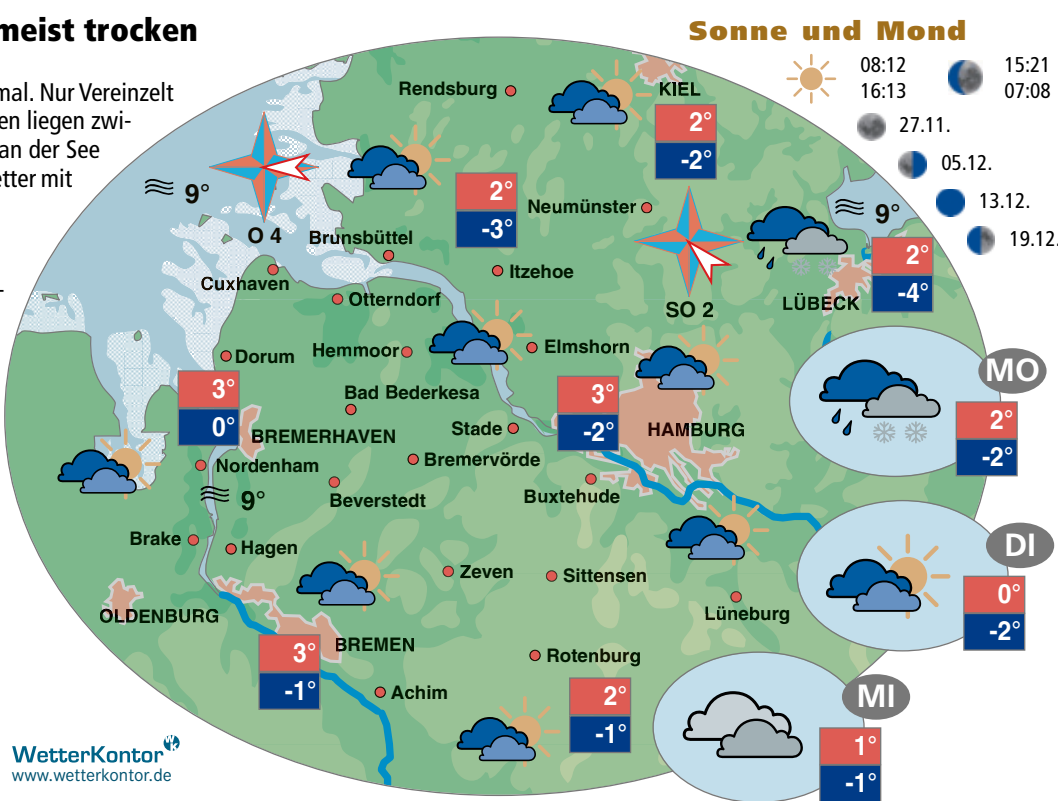 meist trocken
mal. Nur Vereinzelt
en liegen zwi-
an der See
etter mit
-
Sonne und Mond
08:12
16:13
15:21
07:08
27.11.
05.12.
13.12.
19.12.
Rendsburg
KIEL
2°
-2°
9°
O 4
2°
-3°
Neumünster
SO 2
9°
2°
-4°
LÜBECK
Brunsbüttel
Cuxhaven
Itzehoe
Otterndorf
Dorum
Hemmoor
Elmshorn
MO
2°
-2°
3°
0°
Bad Bederkesa
BREMERHAVEN
Stade
3°
-2°
HAMBURG
Nordenham
Bremervörde
9°
Beverstedt
Buxtehude
Brake
Hagen
Zeven
Sittensen
Lüneburg
DI
0°
-2°
OLDENBURG
BREMEN
3°
-1°
Rotenburg
Achim
2°
-1°
MI
1°
-1°
WetterKontor
www.wetterkontor.de